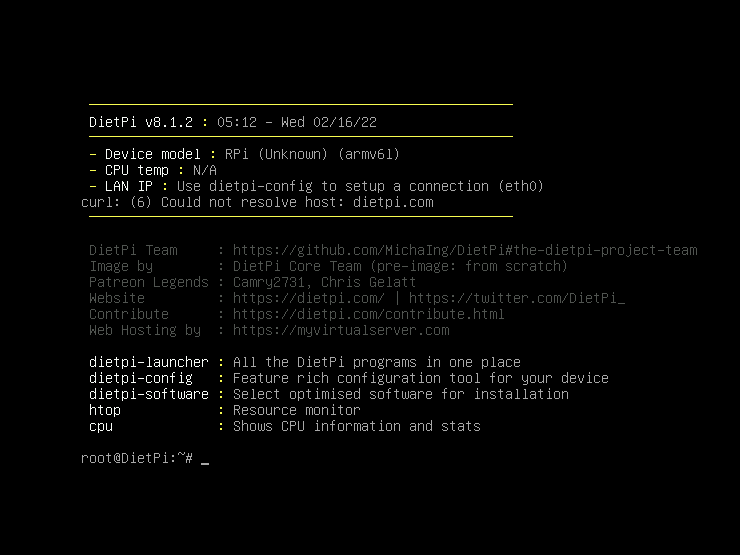 DietPi v8.1.2 : 05:12 - Wed 02/16/22
- Device model : RPi (Unknown) (armv6l)
- CPU temp : N/A
- LAN IP : Use dietpi-config to setup a connection (eth0)
curl: (6) Could not resolve host: dietpi.com
DietPi Team     : https://github.com/MichaIng/DietPi#the-dietpi-project-team
Image by        : DietPi Core Team (pre-image: from scratch)
Patreon Legends : Camry2731, Chris Gelatt
Website         : https://dietpi.com/ | https://twitter.com/DietPi_
Contribute      : https://dietpi.com/contribute.html
Web Hosting by  : https://myvirtualserver.com
dietpi-launcher : All the DietPi programs in one place
dietpi-config   : Feature rich configuration tool for your device
dietpi-software : Select optimised software for installation
htop            : Resource monitor
cpu             : Shows CPU information and stats
root@DietPi:~# _